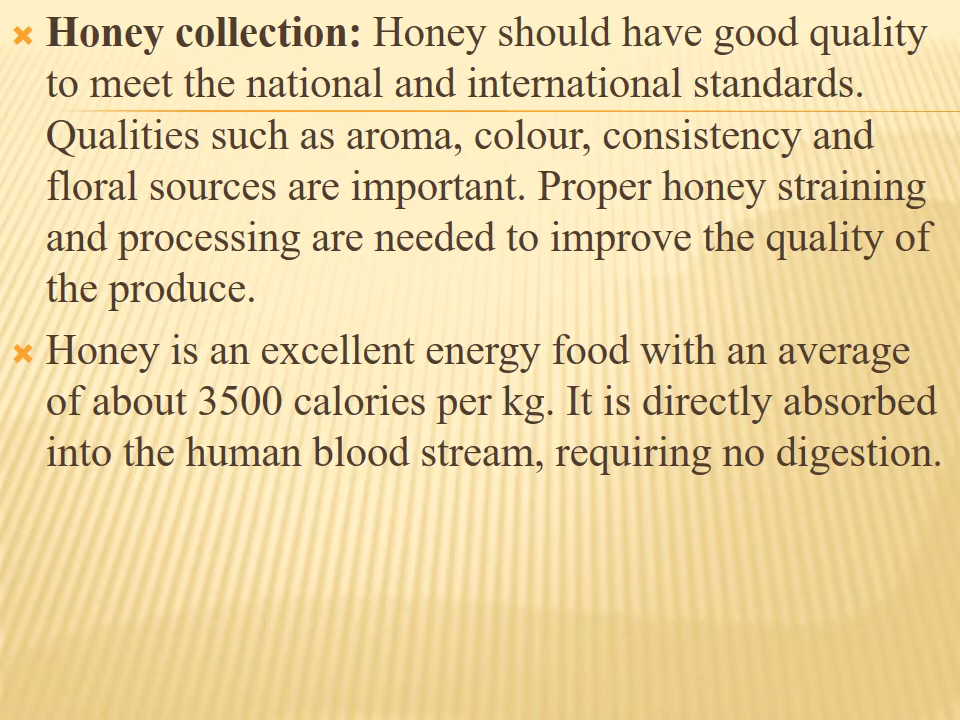 Honey collection: Honey should have good quality
to meet the national and international standards.
Qualities such as aroma, colour, consistency and
floral sources are important. Proper honey straining
and processing are needed to improve the quality of
the produce.
Honey is an excellent energy food with an average
of about 3500 calories per kg. It is directly absorbed
into the human blood stream, requiring no digestion.